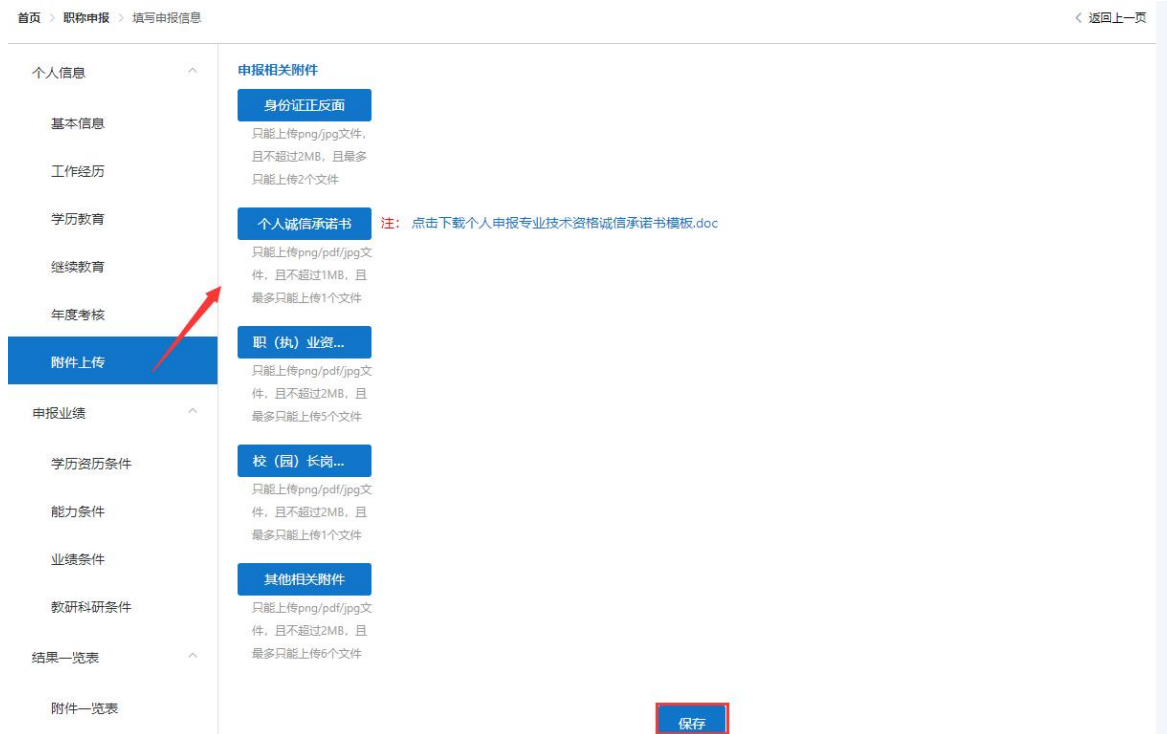 首页 > 职称申报 > 填写申报信息
< 返回上一页
个人信息
基本信息
工作经历
学历教育
继续教育
年度考核
附件上传
申报业绩
学历资历条件
能力条件
业绩条件
教研科研条件
结果一览表
附件一览表
申报相关附件
身份证正反面
只能上传png/jpg文件,
且不超过2MB, 且最多
只能上传2个文件
个人诚信承诺书
注: 点击下载个人申报专业技术资格诚信承诺书模板.doc
只能上传png/pdf/jpg文
件, 且不超过1MB, 且
最多只能上传1个文件
职（执）业资...
只能上传png/pdf/jpg文
件, 且不超过2MB, 且
最多只能上传5个文件
校（园）长岗...
只能上传png/pdf/jpg文
件, 且不超过2MB, 且
最多只能上传1个文件
其他相关附件
只能上传png/pdf/jpg文
件, 且不超过2MB, 且
最多只能上传6个文件
保存